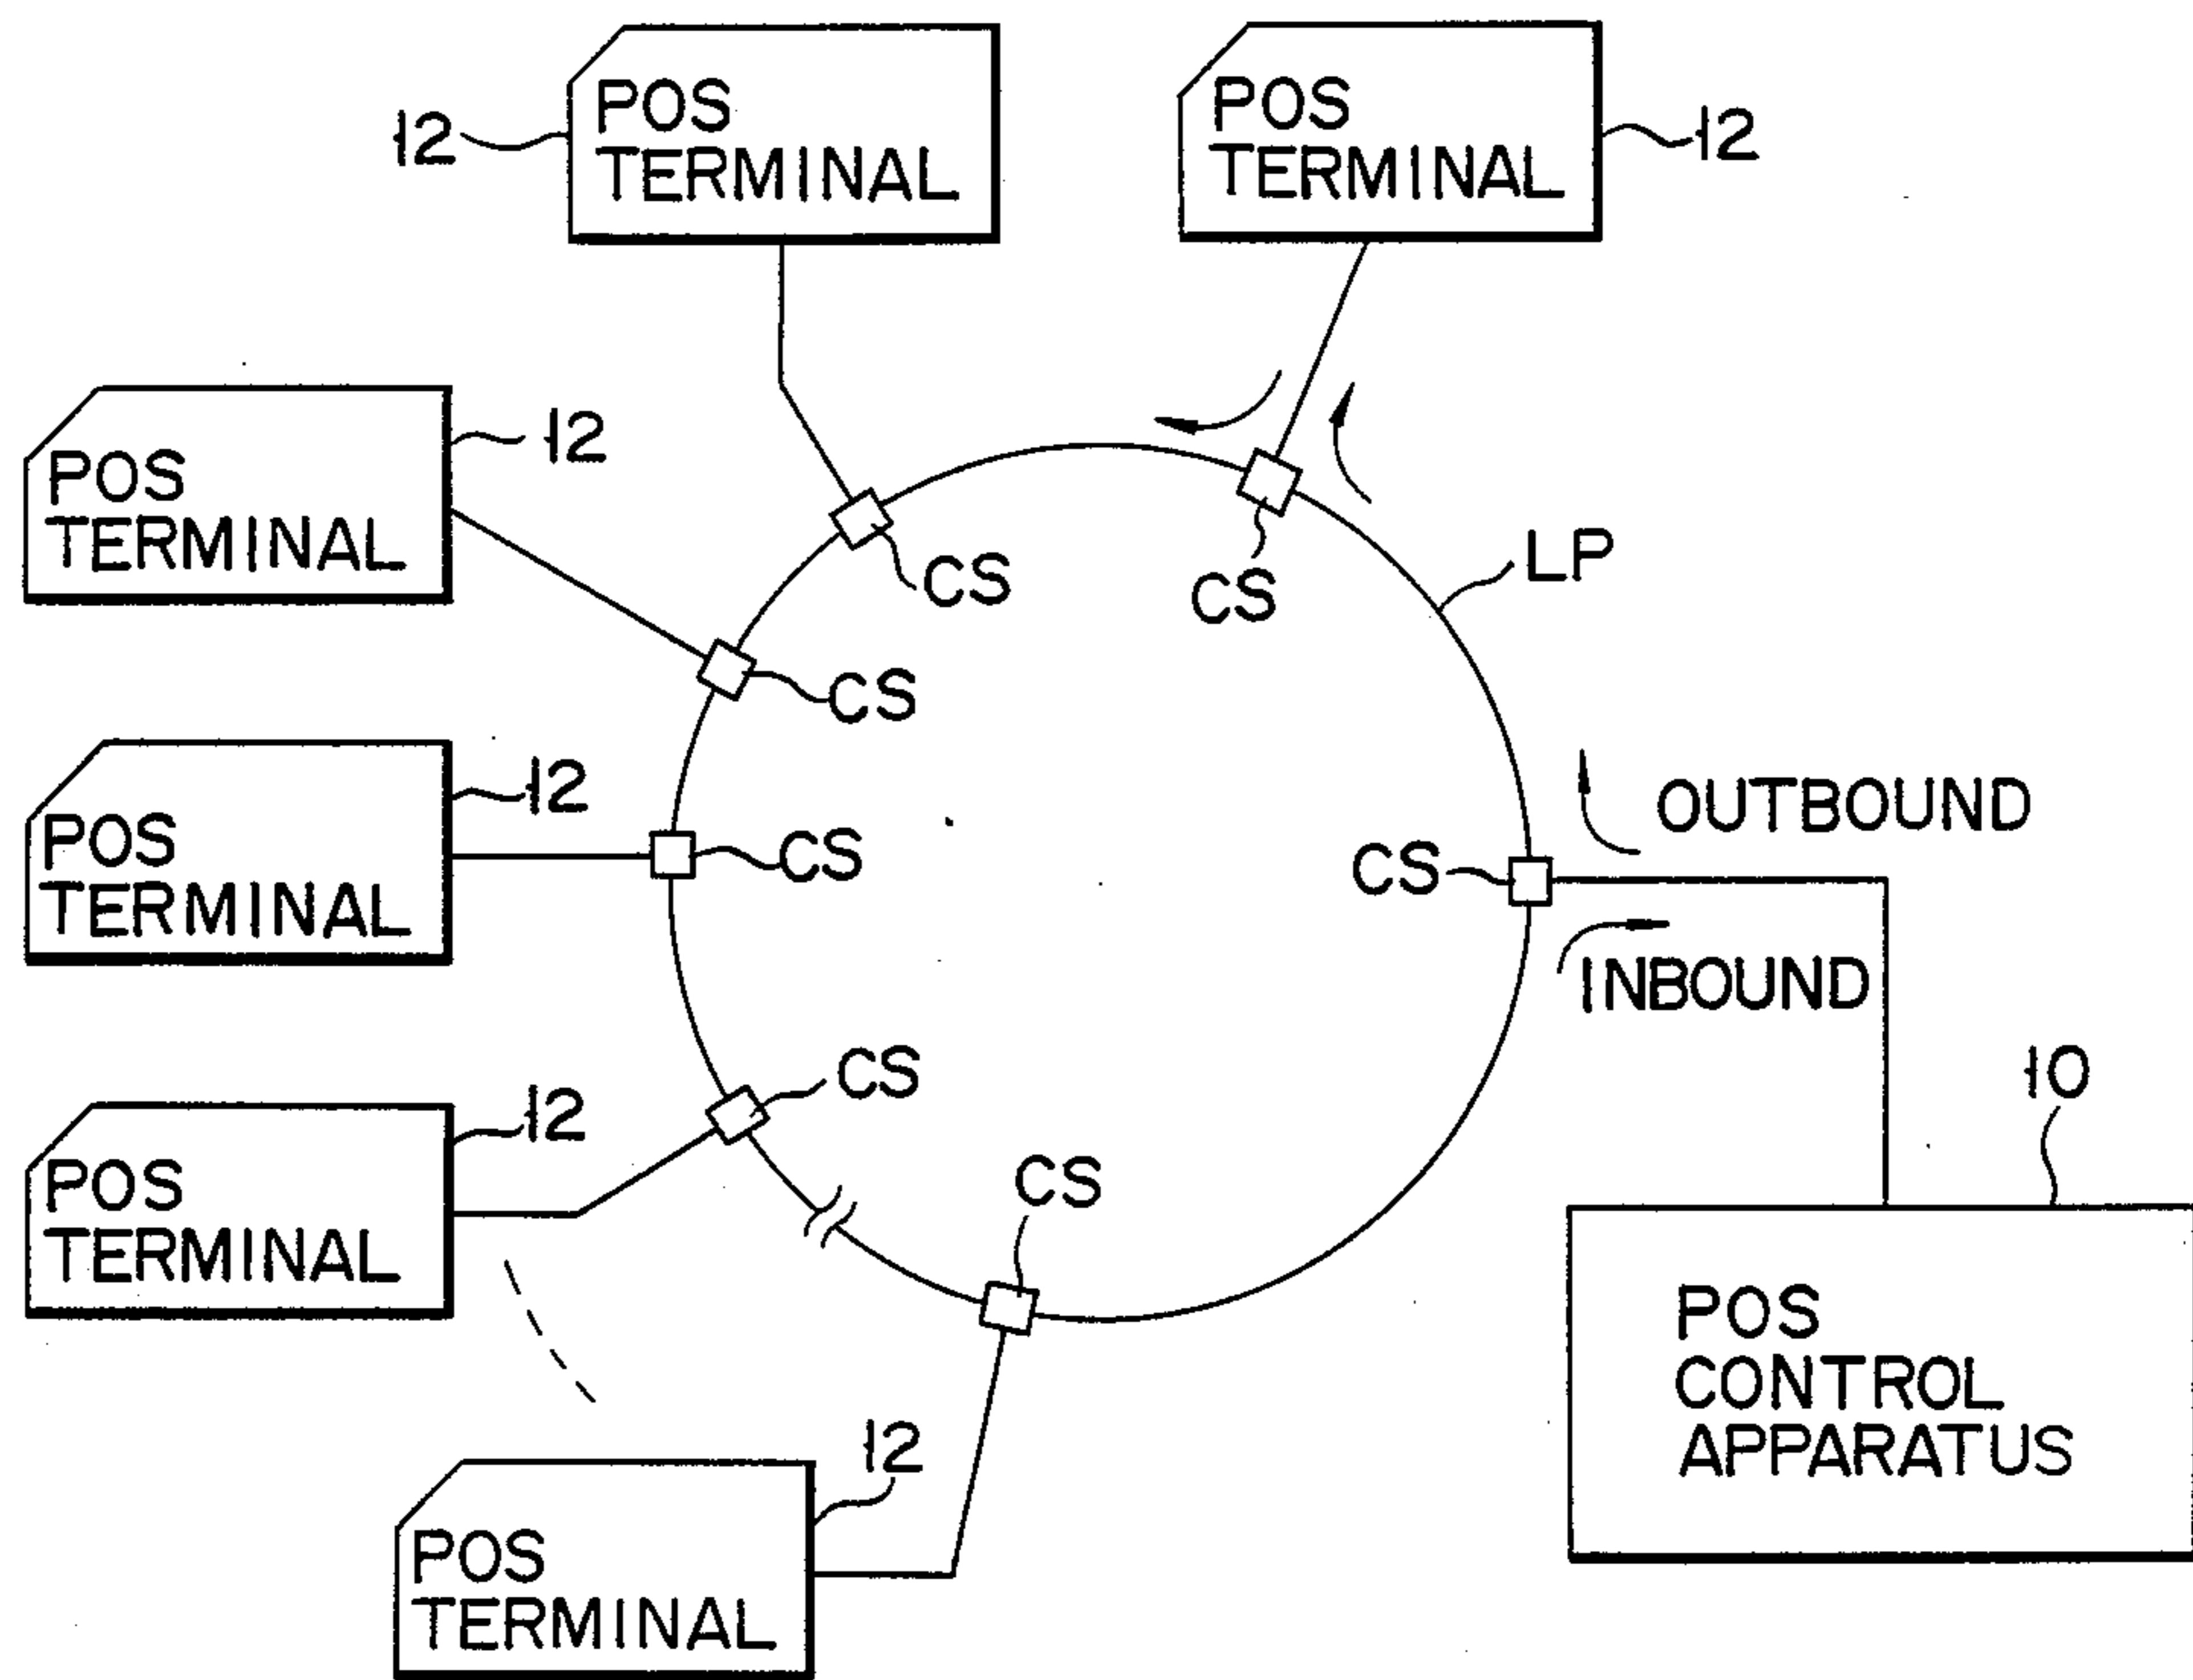 POS
TERMINAL
12
POS
TERMINAL
12
POS
TERMINAL
12
LP
CS
CS
CS
POS
TERMINAL
12
OUTBOUND
CS
CS
INBOUND
POS
TERMINAL
12
CS
10
CS
POS
CONTROL
APPARATUS
POS
TERMINAL
12